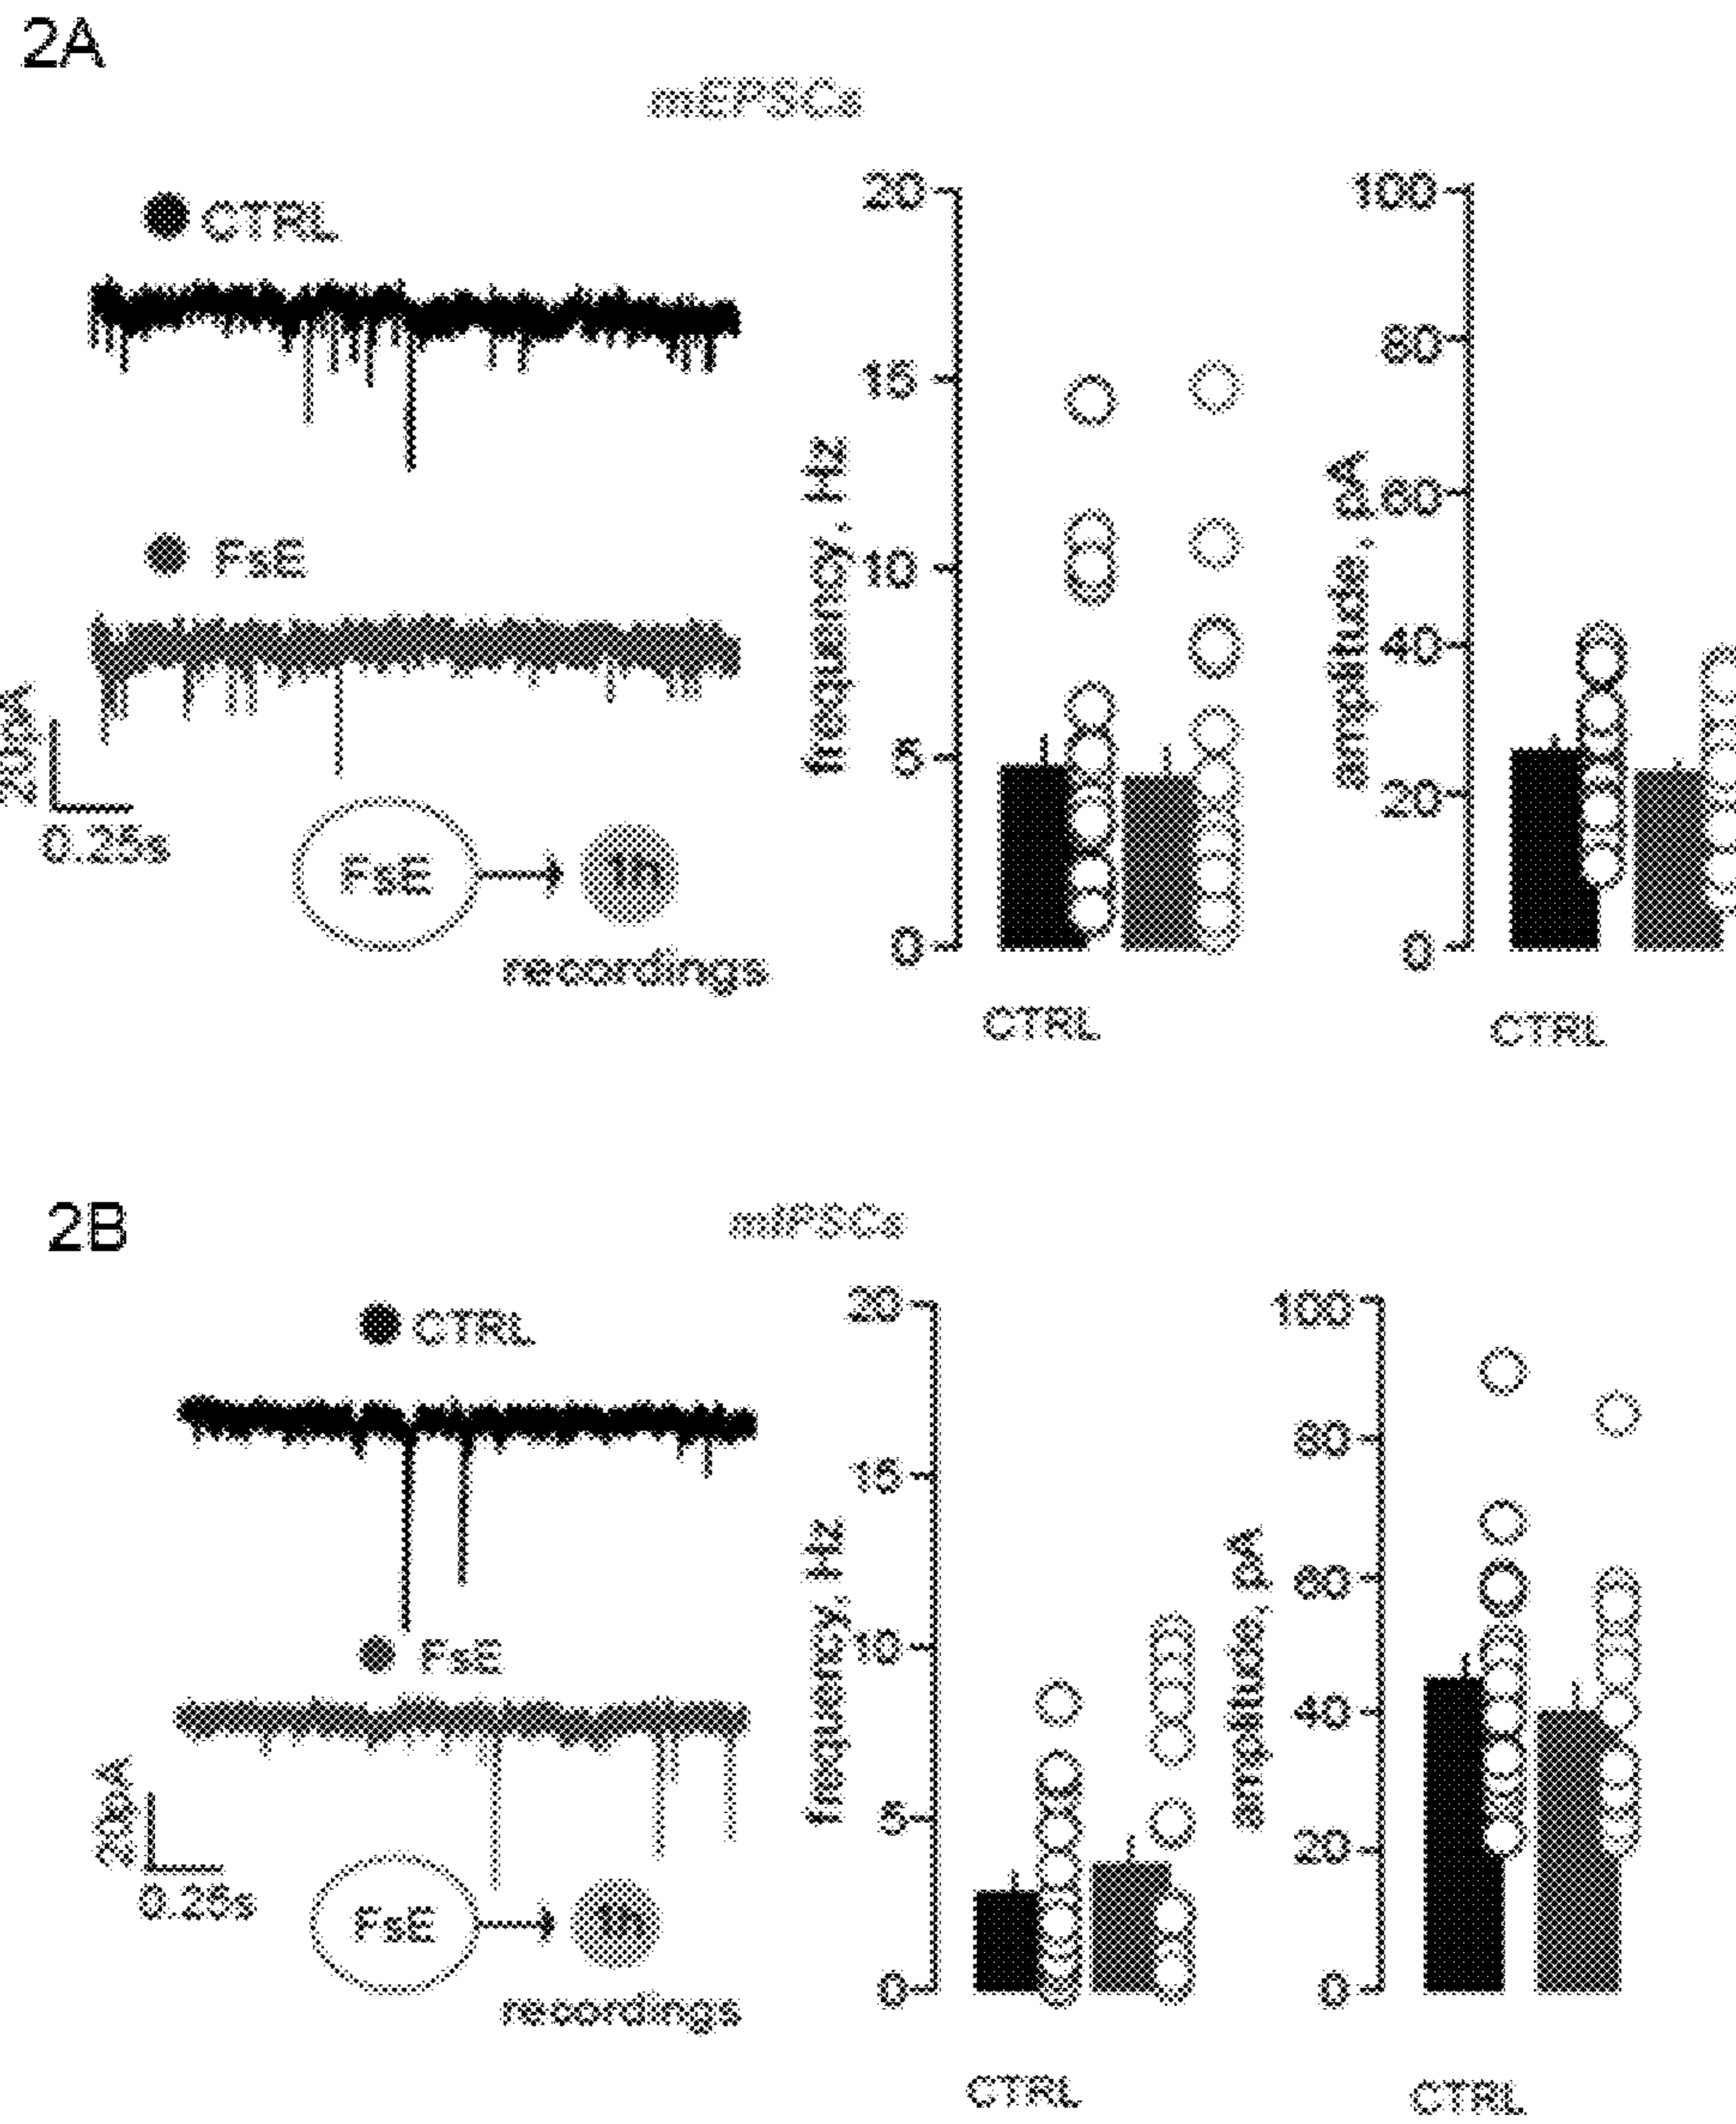 2A
mEPSCs
CTRL
FsE
20pA
0.25s
FsE
1h
recordings
20
15
10
5
0
frequency, Hz
CTRL
100
80
60
40
20
0
amplitude, pA
CTRL
2B
mIPSCs
CTRL
FsE
20pA
0.25s
FsE
1h
recordings
20
15
10
5
0
frequency, Hz
CTRL
100
80
60
40
20
0
amplitude, pA
CTRL